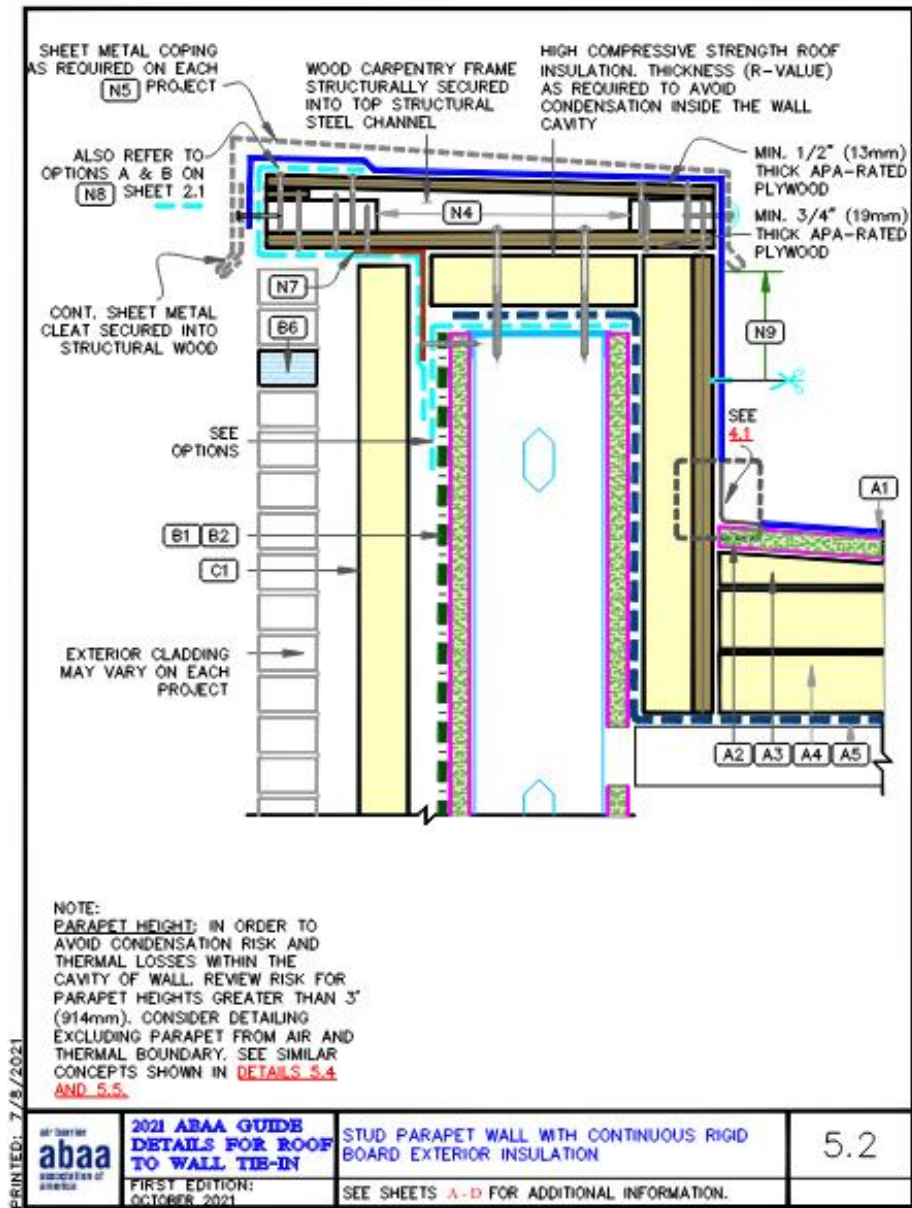 SHEET METAL COPING
AS REQUIRED ON EACH
N5 PROJECT
WOOD CARPENTRY FRAME
STRUCTURALLY SECURED
INTO TOP STRUCTURAL
STEEL CHANNEL
HIGH COMPRESSIVE STRENGTH ROOF
INSULATION. THICKNESS (R-VALUE)
AS REQUIRED TO AVOID
CONDENSATION INSIDE THE WALL
CAVITY
ALSO REFER TO
OPTIONS A & B ON
N8 SHEET 2.1
MIN. 1/2" (13mm)
THICK APA-RATED
PLYWOOD
N4
MIN. 3/4" (19mm)
THICK APA-RATED
PLYWOOD
N7
CONT. SHEET METAL
CLEAT SECURED INTO
STRUCTURAL WOOD
B6
N9
SEE
OPTIONS
SEE
4.1
A1
B1 B2
C1
EXTERIOR CLADDING
MAY VARY ON EACH
PROJECT
A2 A3 A4 A5
NOTE:
PARAPET HEIGHT: IN ORDER TO
AVOID CONDENSATION RISK AND
THERMAL LOSSES WITHIN THE
CAVITY OF WALL. REVIEW RISK FOR
PARAPET HEIGHTS GREATER THAN 3'
(914mm). CONSIDER DETAILING
EXCLUDING PARAPET FROM AIR AND
THERMAL BOUNDARY. SEE SIMILAR
CONCEPTS SHOWN IN DETAILS 5.4
AND 5.5.
PRINTED: 7/8/2021
air barrier
abaa
association of
america
2021 ABAA GUIDE
DETAILS FOR ROOF
TO WALL TIE-IN
FIRST EDITION:
OCTOBER 2021
STUD PARAPET WALL WITH CONTINUOUS RIGID
BOARD EXTERIOR INSULATION
SEE SHEETS A-D FOR ADDITIONAL INFORMATION.
5.2